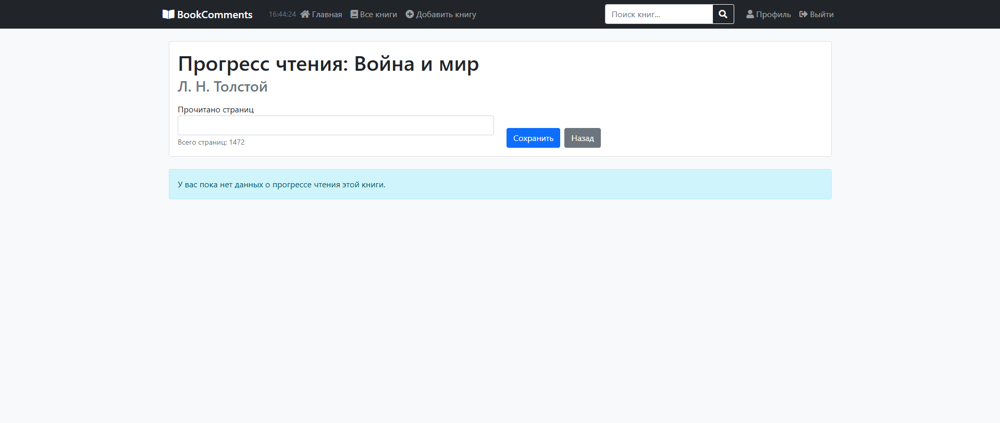 BookComments 16:44:24 Главная Все книги Добавить книгу Поиск книг... Профиль Выйти
Прогресс чтения: Война и мир
Л. Н. Толстой
Прочитано страниц
Сохранить Назад
Всего страниц: 1472
У вас пока нет данных о прогрессе чтения этой книги.